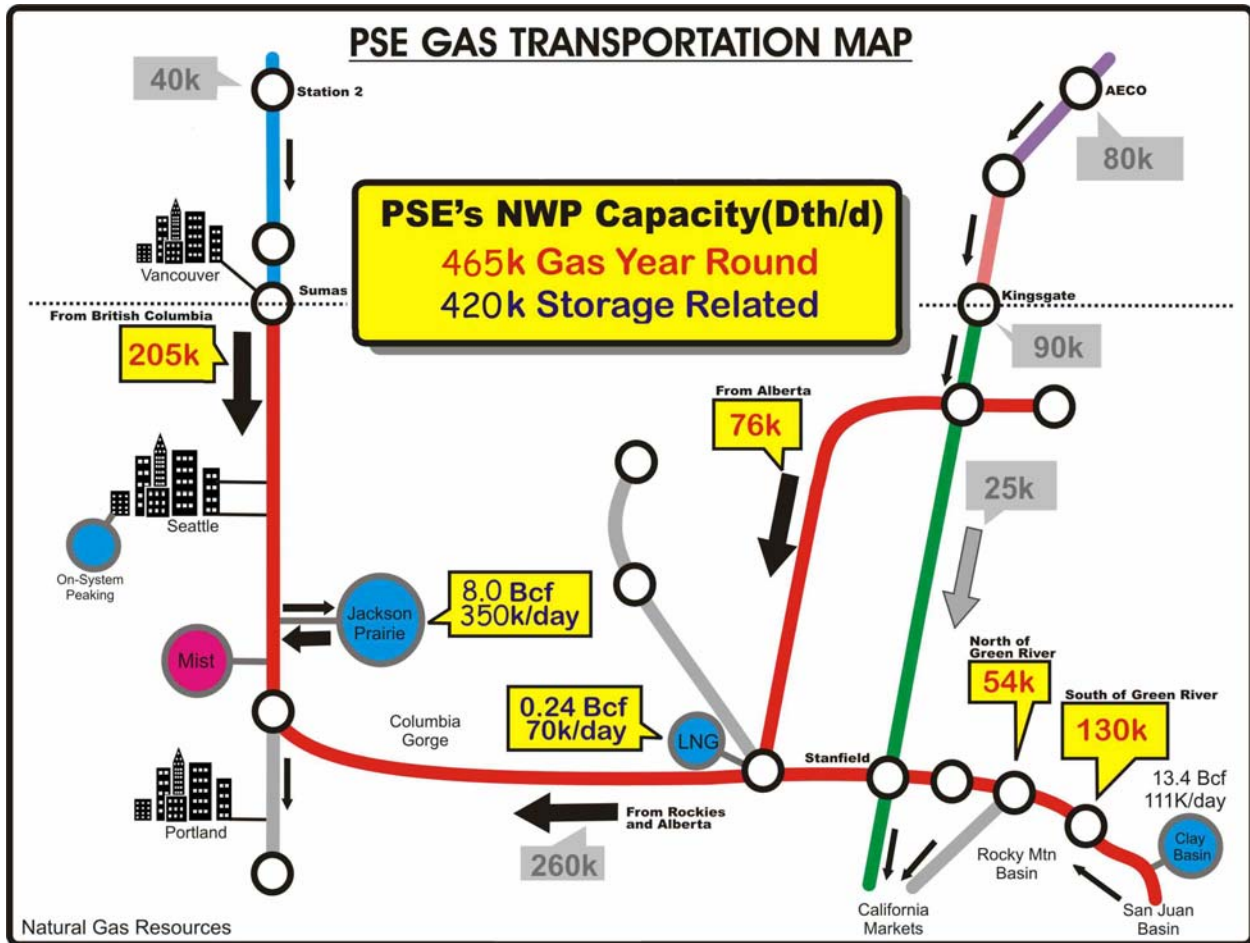 PSE GAS TRANSPORTATION MAP
40k
Station 2
AECO
80k
PSE's NWP Capacity(Dth/d)
465k Gas Year Round
420k Storage Related
Vancouver
Sumas
Kingsgate
From British Columbia
205k
90k
From Alberta
76k
25k
Seattle
On-System
Peaking
Jackson
Prairie
8.0 Bcf
350k/day
Mist
North of
Green River
54k
South of Green River
130k
Columbia
Gorge
0.24 Bcf
70k/day
LNG
Stanfield
13.4 Bcf
111K/day
Portland
From Rockies
and Alberta
260k
Rocky Mtn
Basin
Clay
Basin
California
Markets
San Juan
Basin
Natural Gas Resources